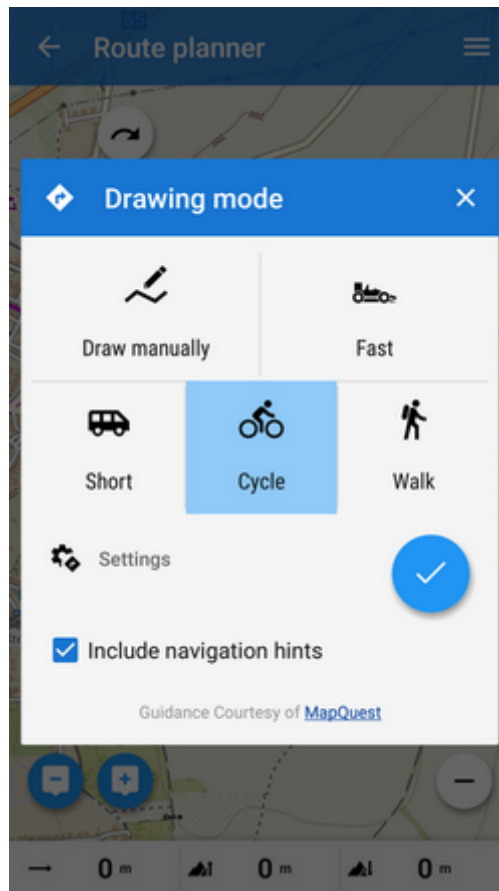 55
Route planner
Drawing mode
Draw manually
Fast
Short
Cycle
Walk
Settings
Include navigation hints
Guidance Courtesy of MapQuest
0 m
0 m
0 m